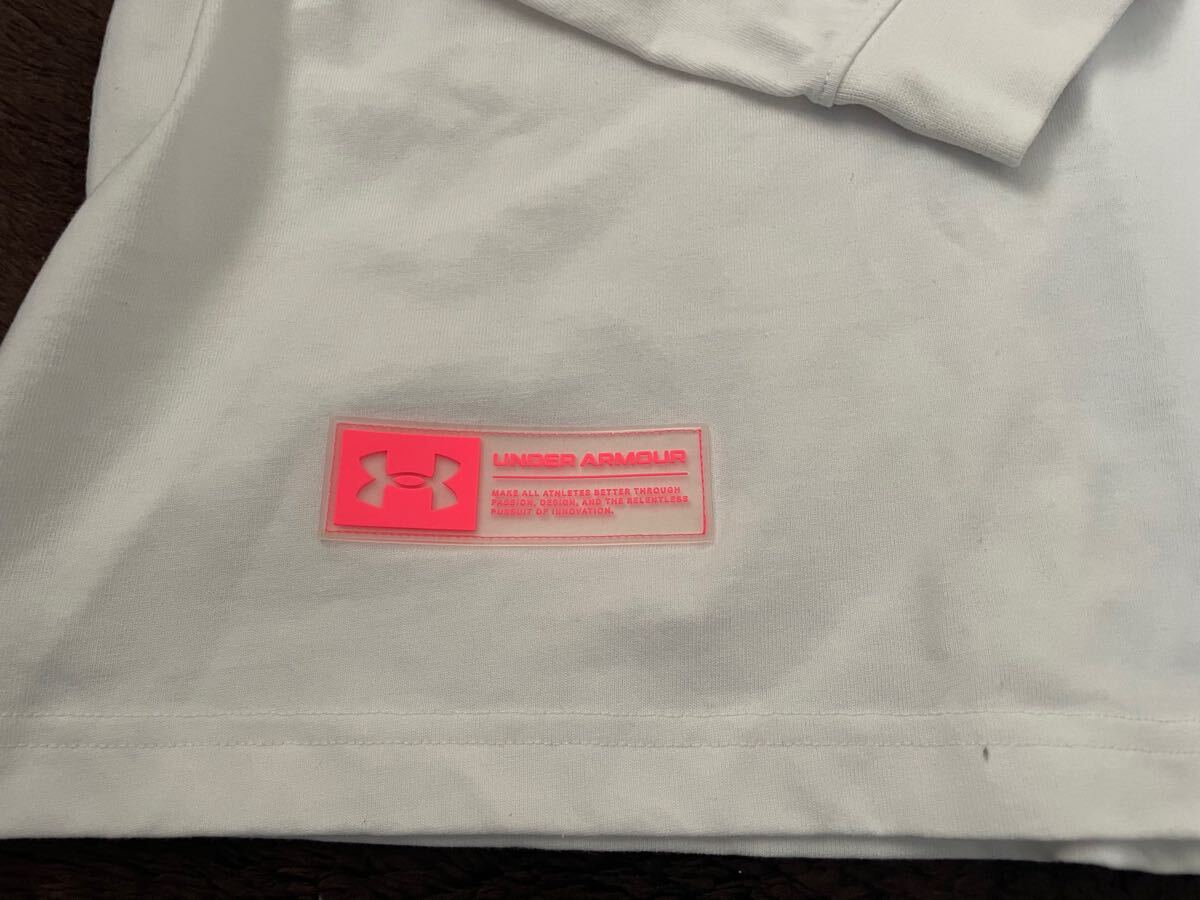 UNDER ARMOUR
MAKE ALL ATHLETES BETTER THROUGH
PASSION, DESIGN, AND THE RELENTLESS
PURSUIT OF INNOVATION.